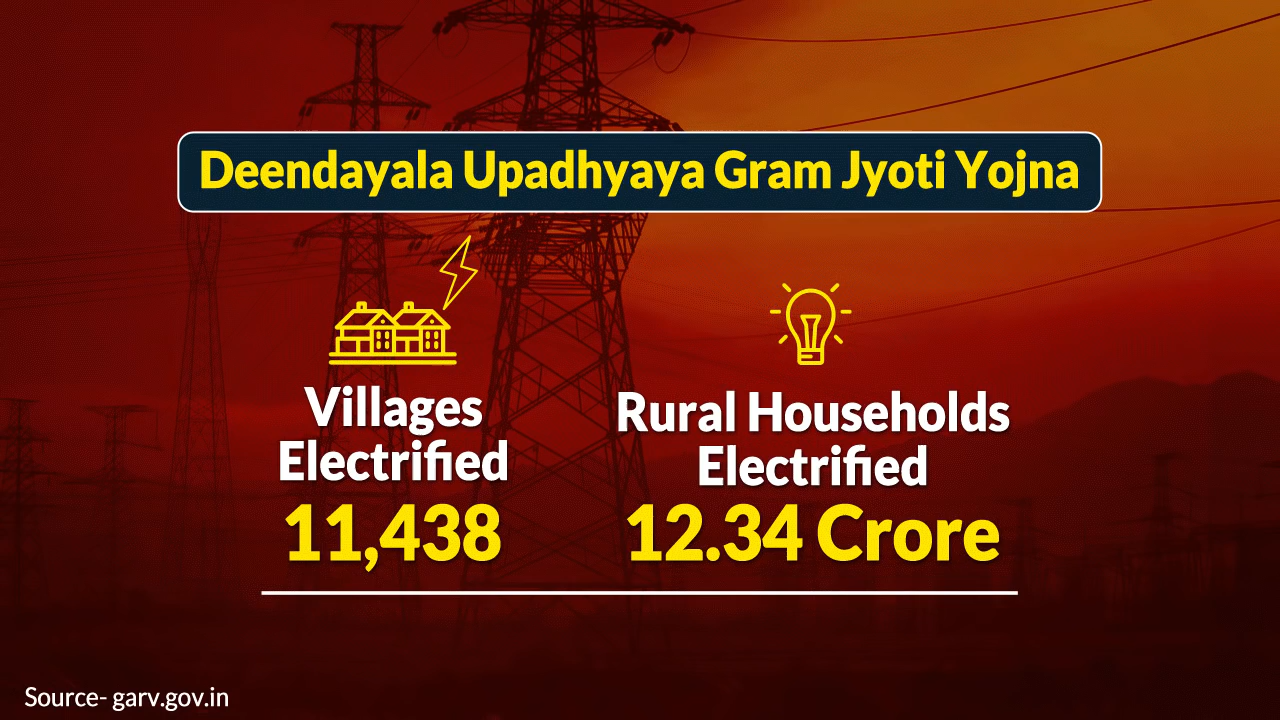 Deendayala Upadhyaya Gram Jyoti Yojna
Villages
Electrified
11,438
Rural Households
Electrified
12.34 Crore
Source- garv.gov.in